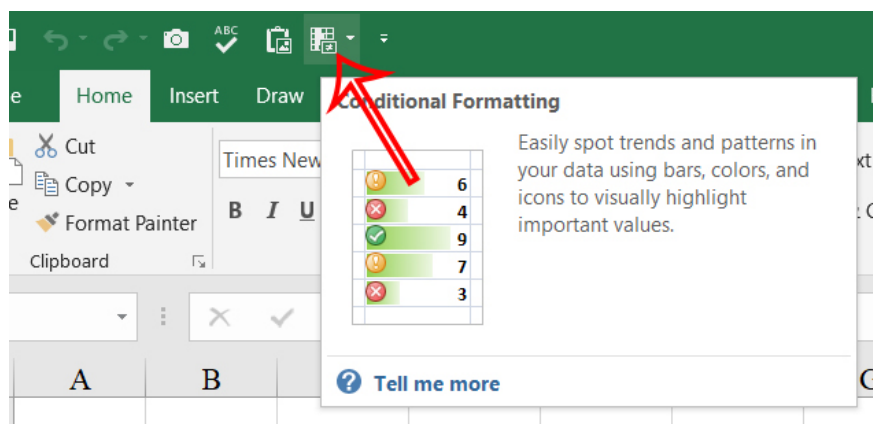 ABC
e Home Insert Draw
Conditional Formatting
Easily spot trends and patterns in
your data using bars, colors, and
icons to visually highlight
important values.
6
4
9
7
3
Tell me more
Cut
Copy
Format Painter
Clipboard
Times New
B I U
xt
A B G